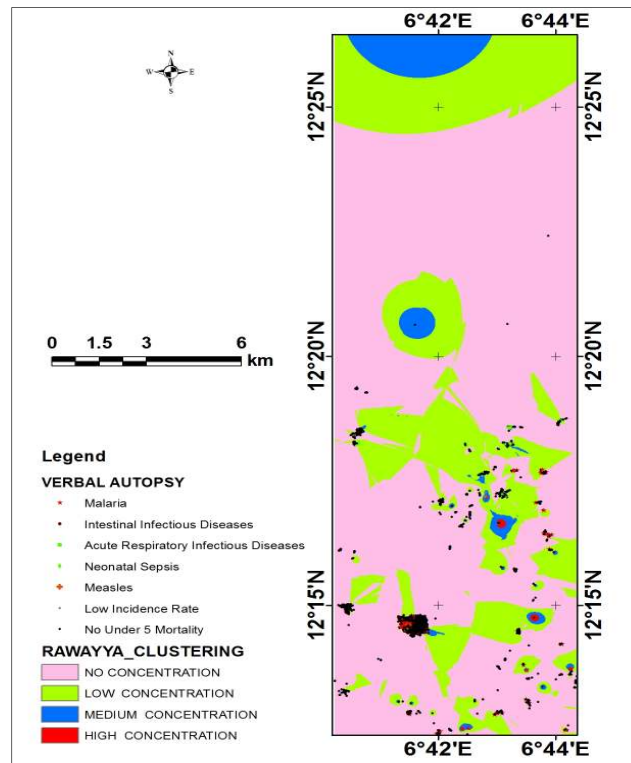 6°42'E 6°44'E
N
W E
S
12°25'N 12°25'N
0 1.5 3 6
km
12°20'N 12°20'N
Legend
VERBAL AUTOPSY
Malaria
Intestinal Infectious Diseases
Acute Respiratory Infectious Diseases
Neonatal Sepsis
Measles
Low Incidence Rate
No Under 5 Mortality
12°15'N 12°15'N
RAWAYYA_CLUSTERING
NO CONCENTRATION
LOW CONCENTRATION
MEDIUM CONCENTRATION
HIGH CONCENTRATION
6°42'E 6°44'E